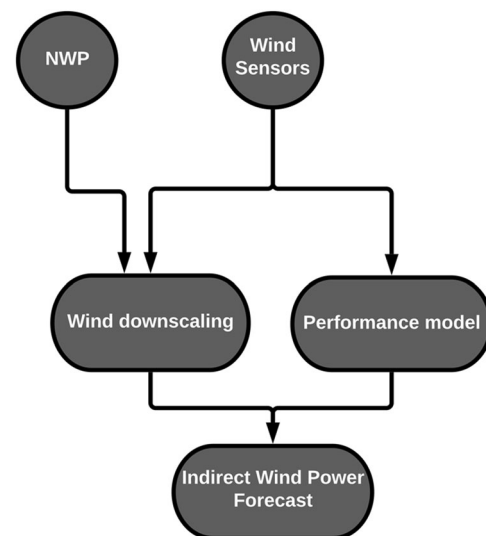 NWP
Wind
Sensors
Wind downscaling
Performance model
Indirect Wind Power
Forecast